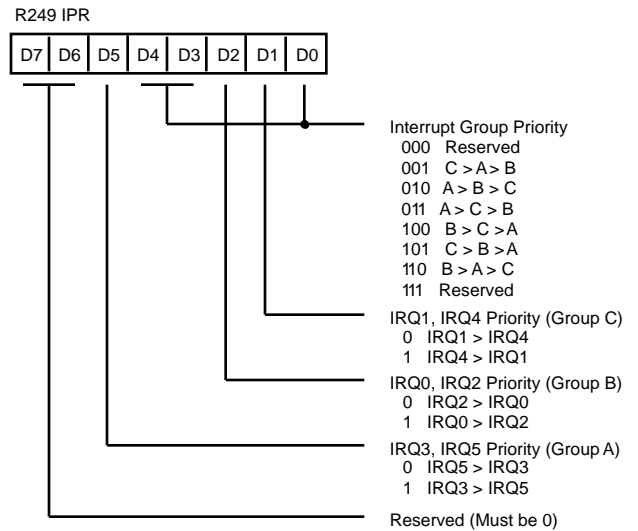 R249 IPR
D7 D6 D5 D4 D3 D2 D1 D0
Interrupt Group Priority
000 Reserved
001 C > A > B
010 A > B > C
011 A > C > B
100 B > C > A
101 C > B > A
110 B > A > C
111 Reserved
IRQ1, IRQ4 Priority (Group C)
0 IRQ1 > IRQ4
1 IRQ4 > IRQ1
IRQ0, IRQ2 Priority (Group B)
0 IRQ2 > IRQ0
1 IRQ0 > IRQ2
IRQ3, IRQ5 Priority (Group A)
0 IRQ5 > IRQ3
1 IRQ3 > IRQ5
Reserved (Must be 0)